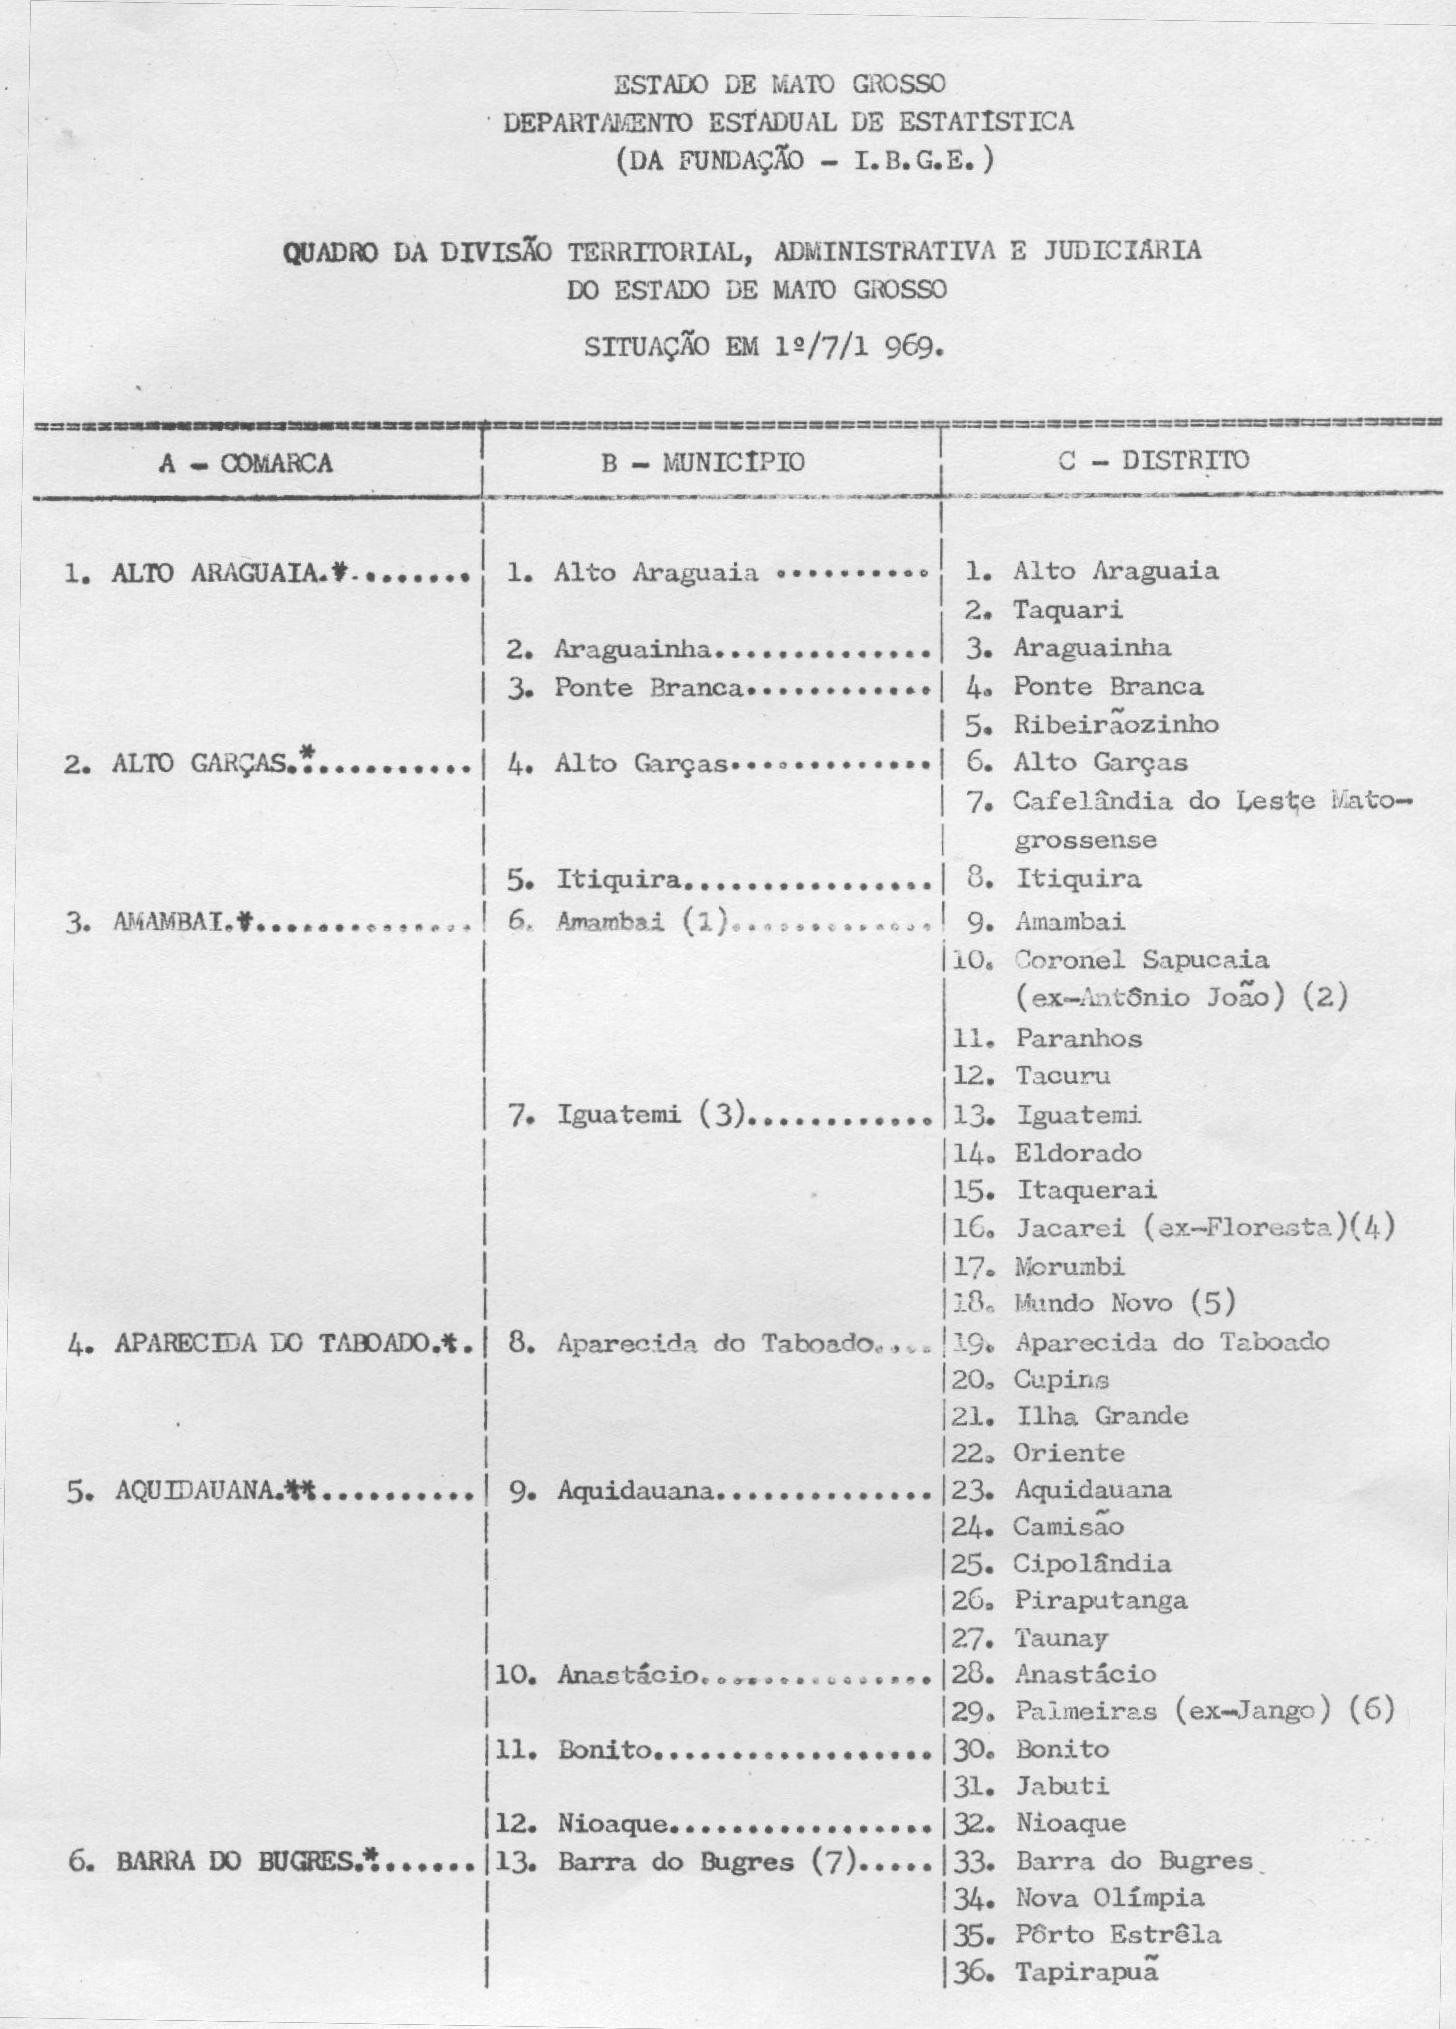 ESTADO DE MATO GROSSO
DEPARTAMENTO ESTADUAL DE ESTATÍSTICA
(DA FUNDAÇÃO - I.B.G.E.)
QUADRO DA DIVISÃO TERRITORIAL, ADMINISTRATIVA E JUDICIÁRIA
DO ESTADO DE MATO GROSSO
SITUAÇÃO EM 1º/7/1 969.
A - COMARCA B - MUNICÍPIO C - DISTRITO
1. ALTO ARAGUAIA.*........ 1. Alto Araguaia .......... 1. Alto Araguaia
2. Taquari
2. Araguainha.............. 3. Araguainha
3. Ponte Branca............ 4. Ponte Branca
5. Ribeirãozinho
2. ALTO GARÇAS.*........... 4. Alto Garças............. 6. Alto Garças
7. Cafelândia do Leste Mato-
grossense
5. Itiquira................ 8. Itiquira
3. AMAMBAI.*.............. 6. Amambai (1)............. 9. Amambai
10. Coronel Sapucaia
(ex-Antônio João) (2)
11. Paranhos
12. Tacuru
7. Iguatemi (3)............ 13. Iguatemi
14. Eldorado
15. Itaquerai
16. Jacarei (ex-Floresta)(4)
17. Morumbi
18. Mundo Novo (5)
4. APARECIDA DO TABOADO.*. 8. Aparecida do Taboado.... 19. Aparecida do Taboado
20. Cupins
21. Ilha Grande
22. Oriente
5. AQUIDAUANA.**.......... 9. Aquidauana.............. 23. Aquidauana
24. Camisão
25. Cipolândia
26. Piraputanga
27. Taunay
10. Anastácio............... 28. Anastácio
29. Palmeiras (ex-Jango) (6)
11. Bonito.................. 30. Bonito
31. Jabuti
12. Nioaque................. 32. Nioaque
6. BARRA DO BUGRES.*....... 13. Barra do Bugres (7)..... 33. Barra do Bugres
34. Nova Olímpia
35. Pôrto Estrêla
36. Tapirapuã